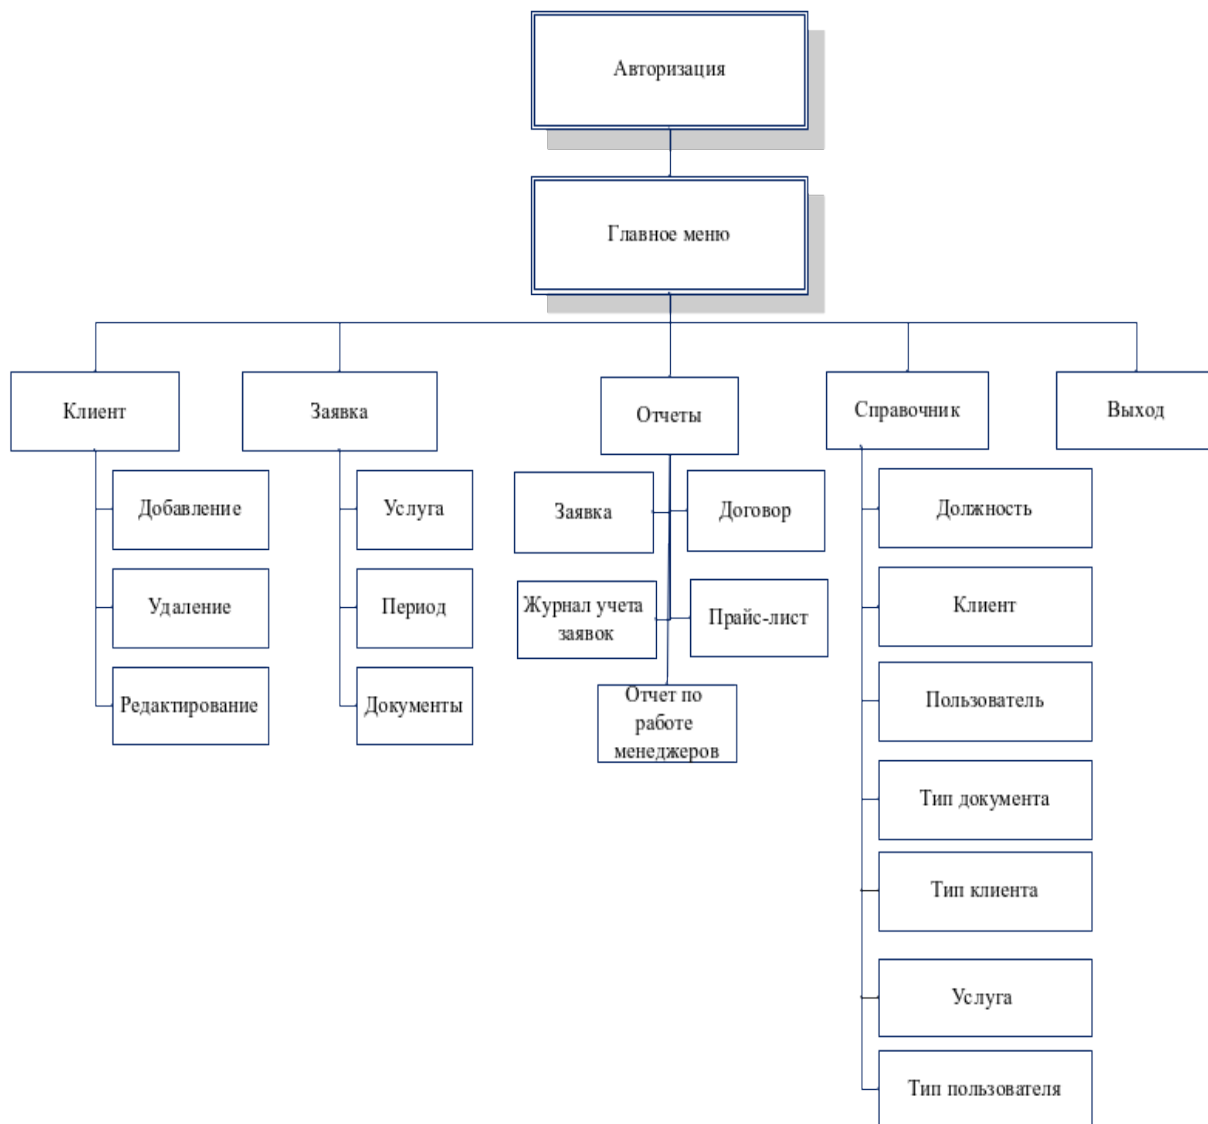 Авторизация
Главное меню
Клиент
Заявка
Отчеты
Справочник
Выход
Добавление
Удаление
Редактирование
Услуга
Период
Документы
Заявка
Договор
Журнал учета
заявок
Прайс-лист
Отчет по
работе
менеджеров
Должность
Клиент
Пользователь
Тип документа
Тип клиента
Услуга
Тип пользователя